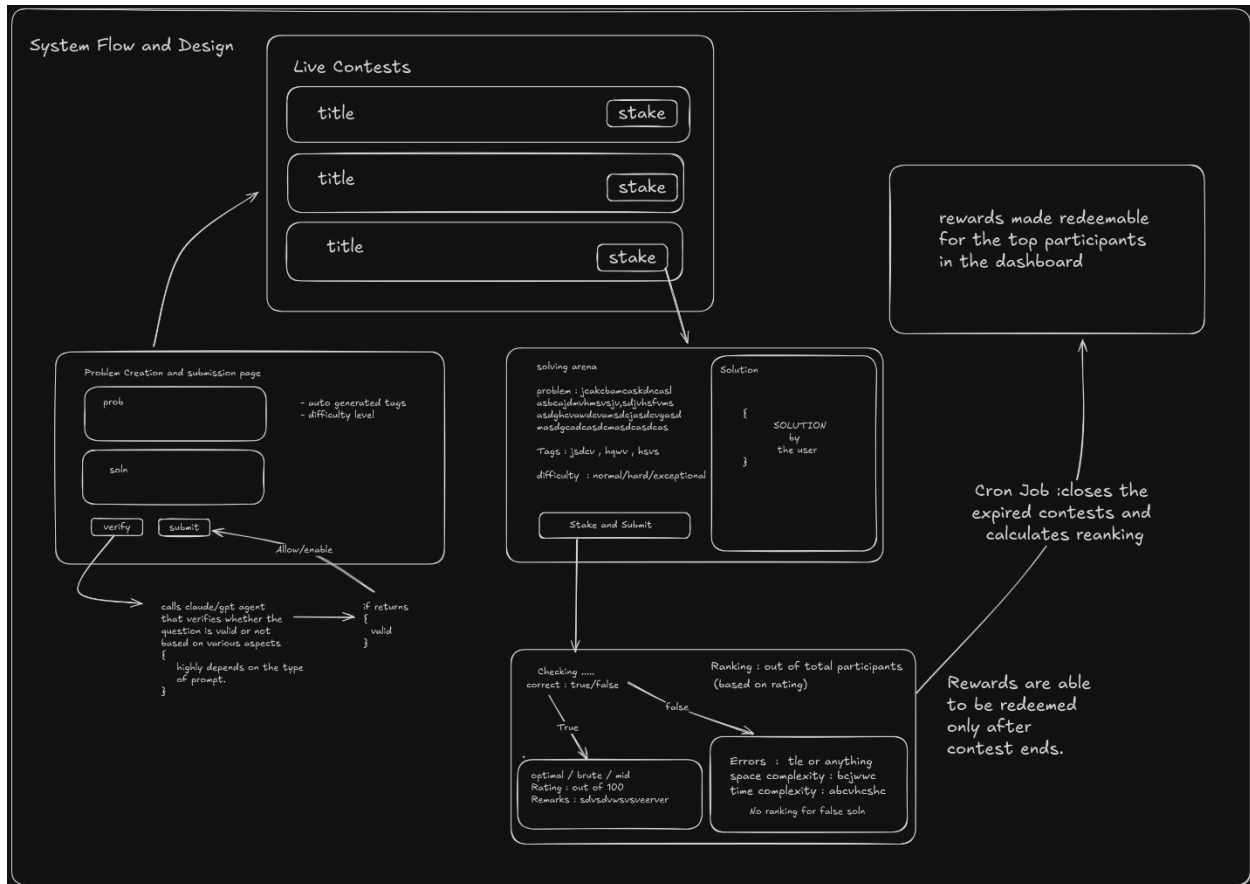 System Flow and Design
Live Contests
title
stake
title
stake
title
stake
Problem Creation and submission page
prob
- auto generated tags
- difficulty level
soln
verify
submit
Allow/enable
calls claude/gpt agent
that verifies whether the
question is valid or not
based on various aspects
{
highly depends on the type
of prompt.
}
if returns
{
valid
}
solving arena
problem : jcakcbamcaskdncasl
asbcajdmvhmsvsjv,sdjvhsfvms
asdghcvawdcvamsdcjasdcvgasd
masdgcadcasdcmasdcasdcas
Tags : jsdcv , hqwv , hsvs
difficulty : normal/hard/exceptional
Stake and Submit
Solution
{
SOLUTION
by
the user
}
Checking .....
correct : true/false
True
false
Ranking : out of total participants
(based on rating)
optimal / brute / mid
Rating : out of 100
Remarks : sdvsdvwsvsveerver
Errors : tle or anything
space complexity : bcjwwc
time complexity : abcvhcshc
No ranking for false soln
rewards made redeemable
for the top participants
in the dashboard
Cron Job :closes the
expired contests and
calculates reanking
Rewards are able
to be redeemed
only after
contest ends.